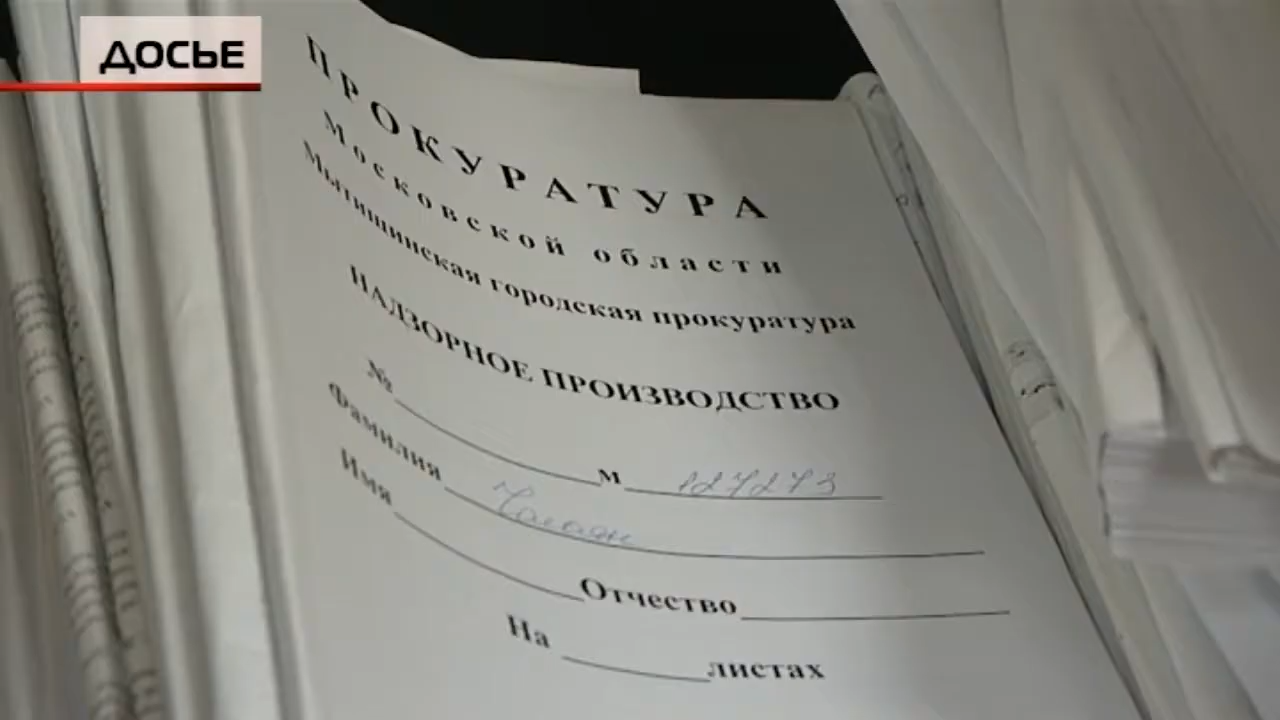 ДОСЬЕ
ПРОКУРАТУРА
Московской области
Мытищинская городская прокуратура
НАДЗОРНОЕ ПРОИЗВОДСТВО
№ м 127273
Фамилия
Имя Отчество
На листах